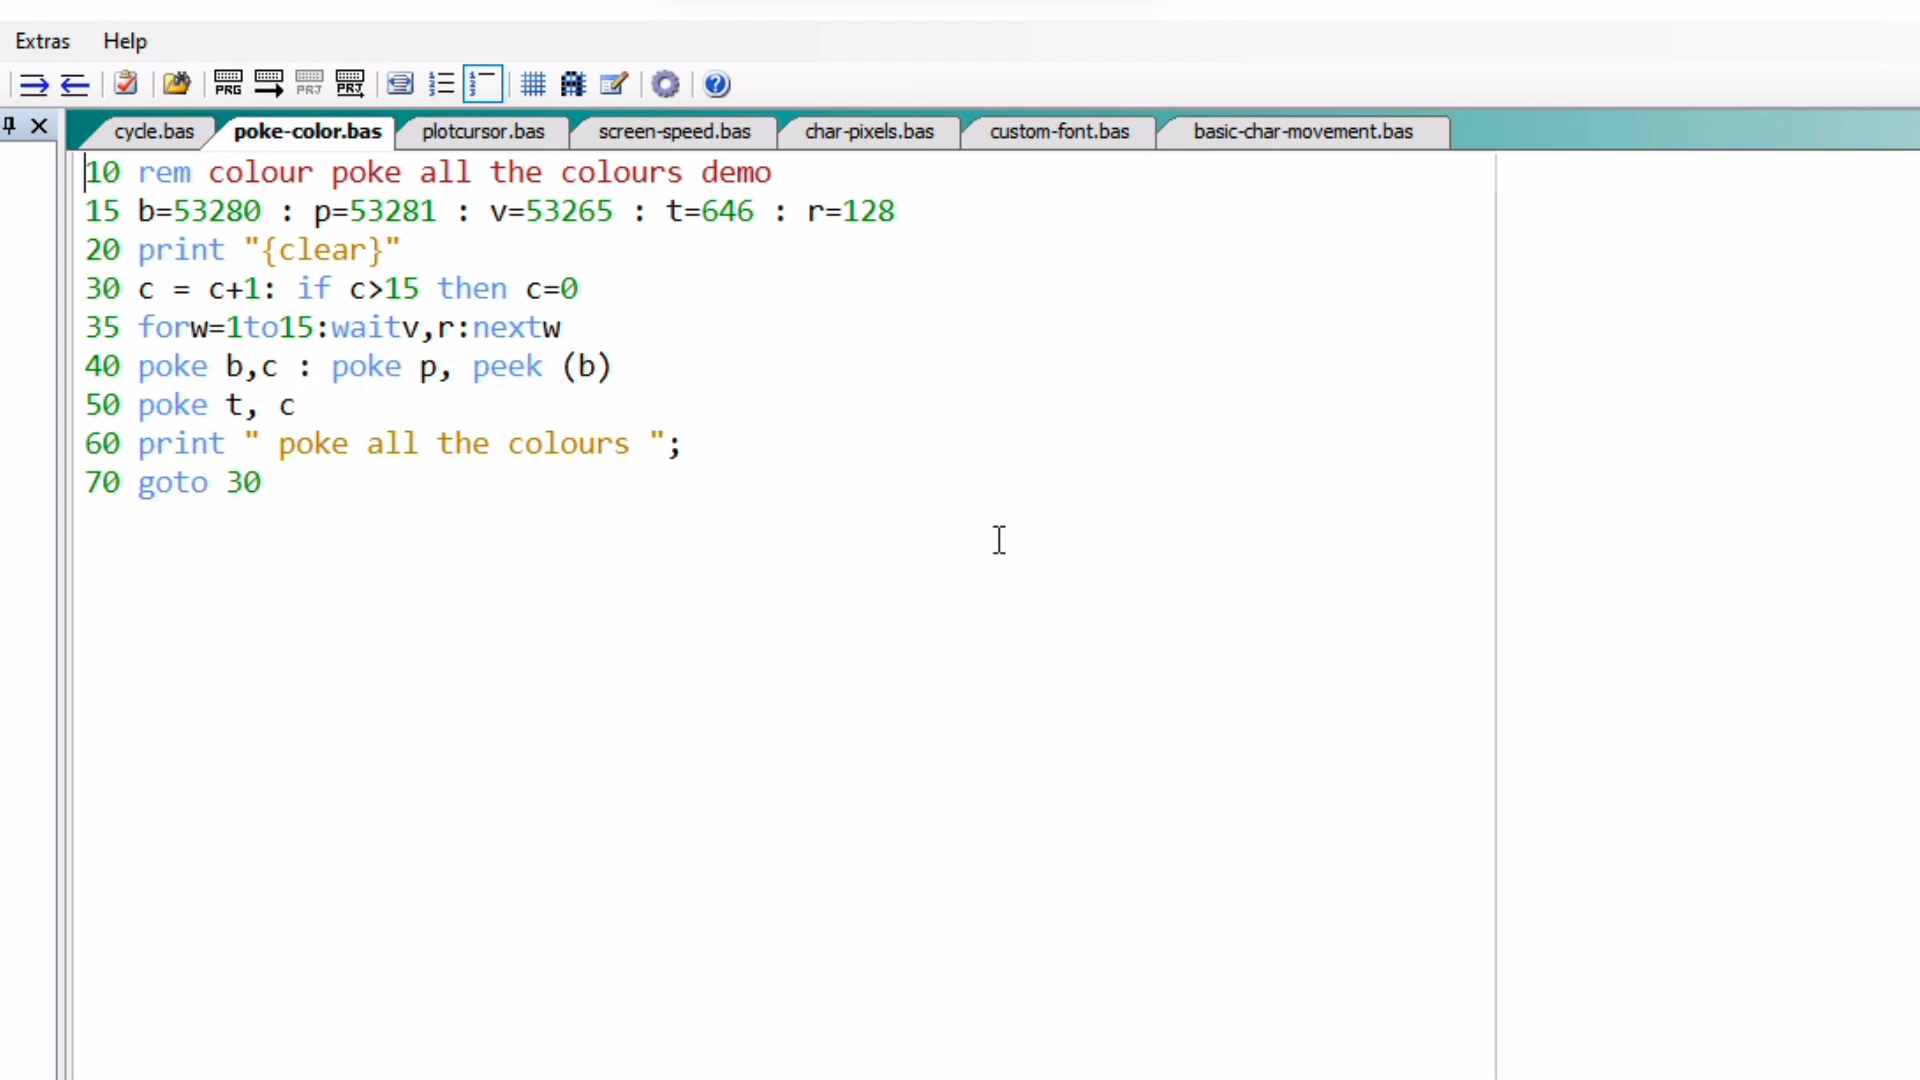 Extras Help
PRG PRJ PRJ
cycle.bas poke-color.bas plotcursor.bas screen-speed.bas char-pixels.bas custom-font.bas basic-char-movement.bas
10 rem colour poke all the colours demo
15 b=53280 : p=53281 : v=53265 : t=646 : r=128
20 print "{clear}"
30 c = c+1: if c>15 then c=0
35 forw=1to15:waitv,r:nextw
40 poke b,c : poke p, peek (b)
50 poke t, c
60 print " poke all the colours ";
70 goto 30